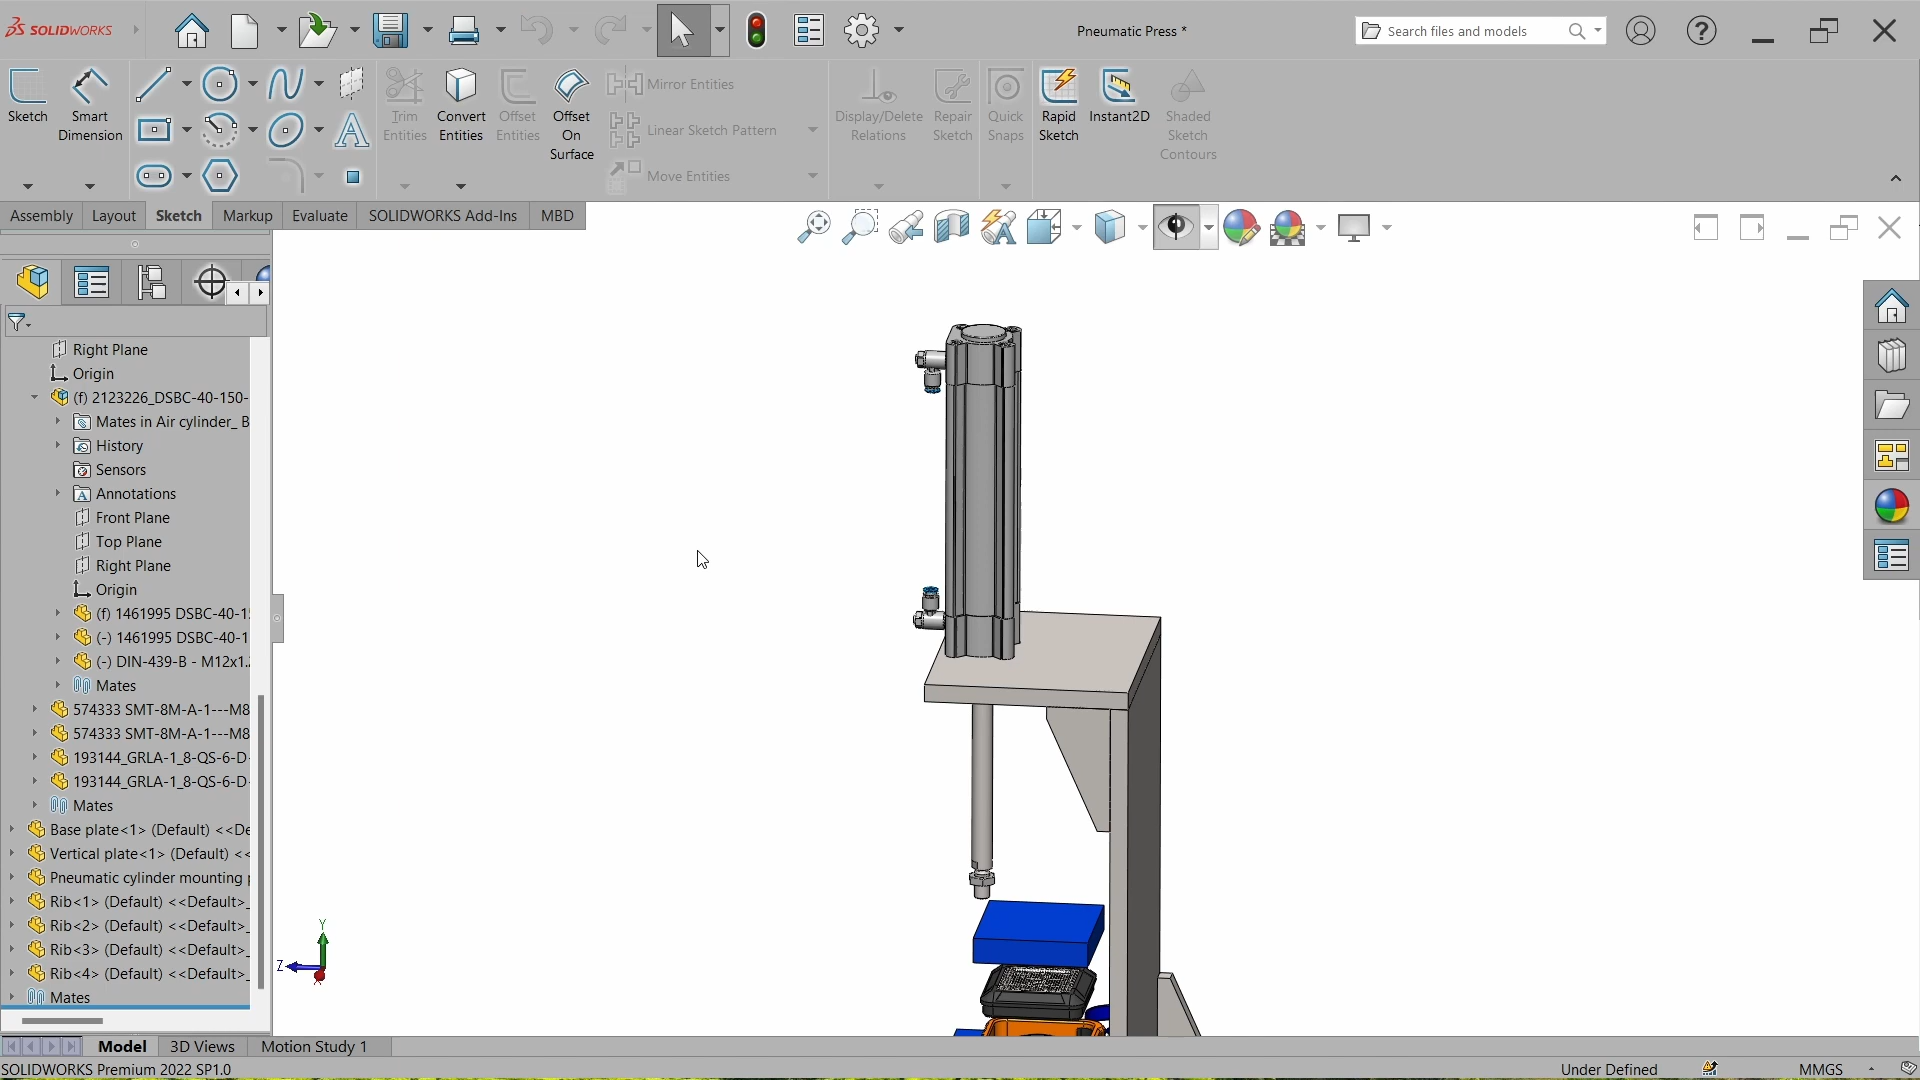 SOLIDWORKS
Pneumatic Press *
Search files and models
Sketch
Smart Dimension
Trim Entities
Convert Entities
Offset Entities
Offset On Surface
Mirror Entities
Linear Sketch Pattern
Move Entities
Display/Delete Relations
Repair Sketch
Quick Snaps
Rapid Sketch
Instant2D
Shaded Sketch Contours
Assembly
Layout
Sketch
Markup
Evaluate
SOLIDWORKS Add-Ins
MBD
Right Plane
Origin
(f) 2123226_DSBC-40-150-
Mates in Air cylinder_ B
History
Sensors
Annotations
Front Plane
Top Plane
Right Plane
Origin
(f) 1461995 DSBC-40-15
(-) 1461995 DSBC-40-1
(-) DIN-439-B - M12x1.
Mates
574333 SMT-8M-A-1---M8
574333 SMT-8M-A-1---M8
193144_GRLA-1_8-QS-6-D
193144_GRLA-1_8-QS-6-D
Mates
Base plate<1> (Default) <<De
Vertical plate<1> (Default) <<
Pneumatic cylinder mounting p
Rib<1> (Default) <<Default>_
Rib<2> (Default) <<Default>_
Rib<3> (Default) <<Default>_
Rib<4> (Default) <<Default>_
Mates
Y
Z
X
Model
3D Views
Motion Study 1
SOLIDWORKS Premium 2022 SP1.0
Under Defined
MMGS